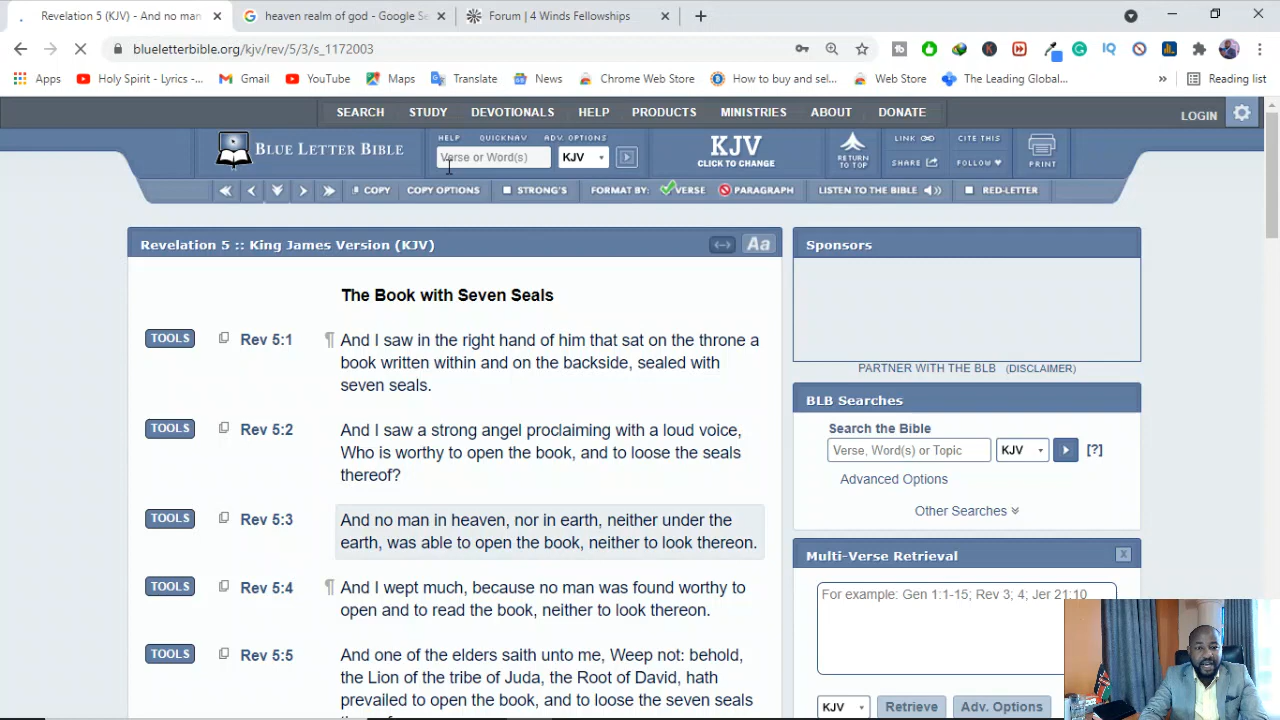 Revelation 5 (KJV) - And no man
heaven realm of god - Google Se
Forum | 4 Winds Fellowships
blueletterbible.org/kjv/rev/5/3/s_1172003
Apps
Holy Spirit - Lyrics -...
Gmail
YouTube
Maps
Translate
News
Chrome Web Store
How to buy and sel...
Web Store
The Leading Global...
Reading list
SEARCH
STUDY
DEVOTIONALS
HELP
PRODUCTS
MINISTRIES
ABOUT
DONATE
LOGIN
BLUE LETTER BIBLE
HELP
QUICKNAV
ADV. OPTIONS
Verse or Word(s)
KJV
KJV
CLICK TO CHANGE
RETURN
TO TOP
LINK
CITE THIS
SHARE
FOLLOW
PRINT
COPY
COPY OPTIONS
STRONG'S
FORMAT BY:
VERSE
PARAGRAPH
LISTEN TO THE BIBLE
RED-LETTER
Revelation 5 :: King James Version (KJV)
Aa
The Book with Seven Seals
TOOLS
Rev 5:1
¶ And I saw in the right hand of him that sat on the throne a
book written within and on the backside, sealed with
seven seals.
TOOLS
Rev 5:2
And I saw a strong angel proclaiming with a loud voice,
Who is worthy to open the book, and to loose the seals
thereof?
TOOLS
Rev 5:3
And no man in heaven, nor in earth, neither under the
earth, was able to open the book, neither to look thereon.
TOOLS
Rev 5:4
¶ And I wept much, because no man was found worthy to
open and to read the book, neither to look thereon.
TOOLS
Rev 5:5
And one of the elders saith unto me, Weep not: behold,
the Lion of the tribe of Juda, the Root of David, hath
prevailed to open the book, and to loose the seven seals
Sponsors
PARTNER WITH THE BLB (DISCLAIMER)
BLB Searches
Search the Bible
Verse, Word(s) or Topic
KJV
[?]
Advanced Options
Other Searches
Multi-Verse Retrieval
X
For example: Gen 1:1-15; Rev 3; 4; Jer 21:10
KJV
Retrieve
Adv. Options